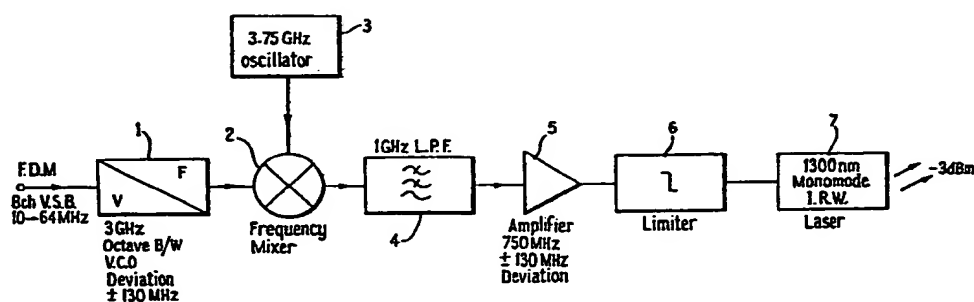 3.75 GHz
oscillator
3
1
2
5
6
7
F.D.M
8ch V.S.B.
10-64MHz
V
F
1GHz L.P.F.
1300nm
Monomode
I.R.W.
Laser
-3dBm
3GHz
Octave B/W
V.C.O
Deviation
± 130 MHz
Frequency
Mixer
4
Amplifier
750MHz
± 130 MHz
Deviation
Limiter
Laser